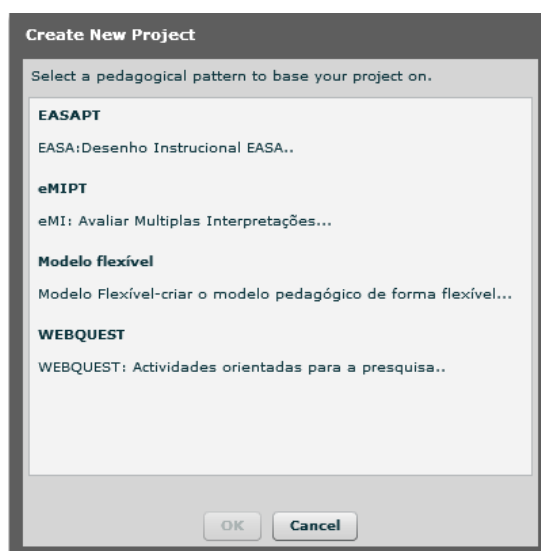 Create New Project
Select a pedagogical pattern to base your project on.
EASAPT
EASA:Desenho Instrucional EASA..
eMIPT
eMI: Avaliar Multiplas Interpretações...
Modelo flexível
Modelo Flexível-criar o modelo pedagógico de forma flexível...
WEBQUEST
WEBQUEST: Actividades orientadas para a presquisa..
OK Cancel